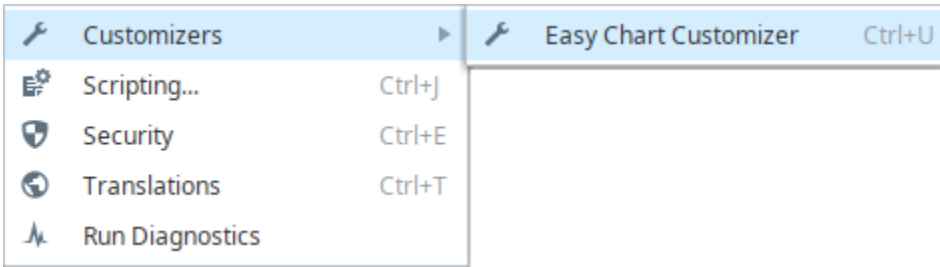 Customizers
Easy Chart Customizer Ctrl+U
Scripting... Ctrl+J
Security Ctrl+E
Translations Ctrl+T
Run Diagnostics